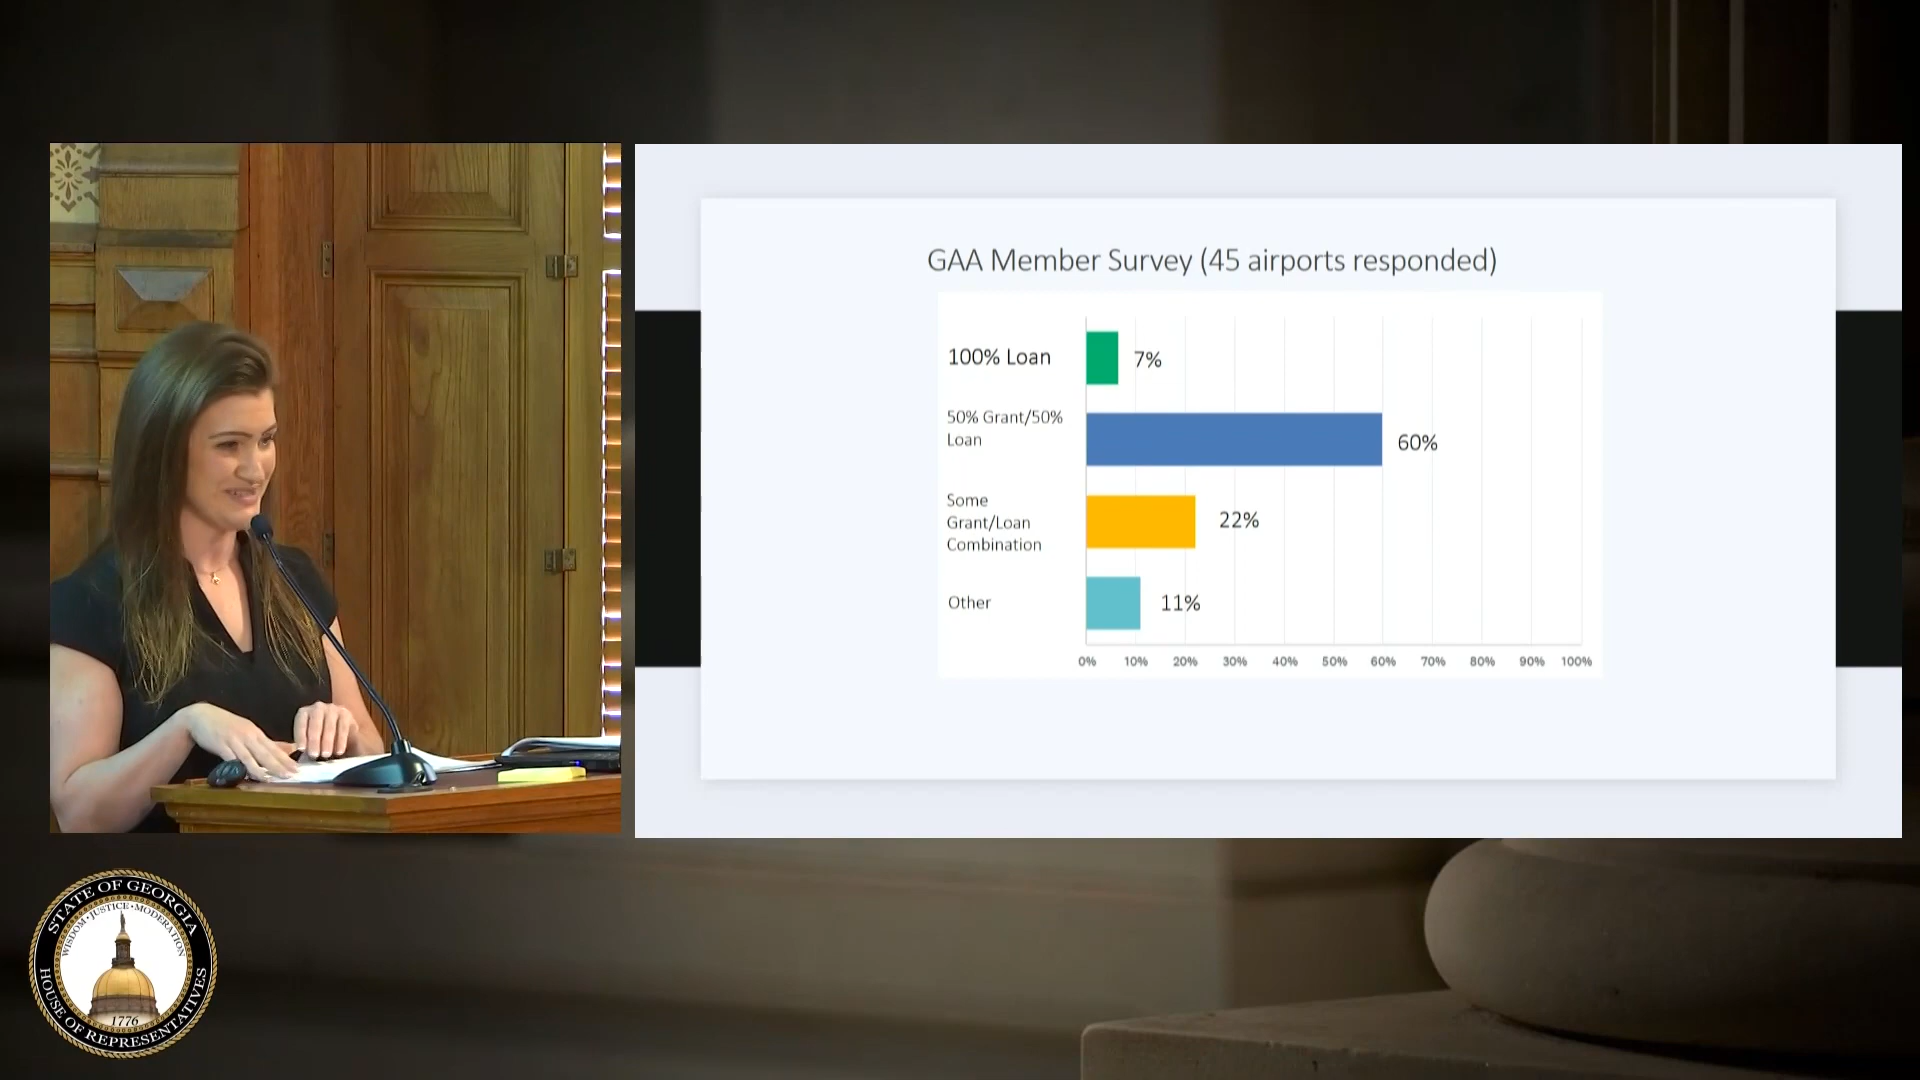 GAA Member Survey (45 airports responded)
100% Loan
7%
50% Grant/50%
Loan
60%
Some
Grant/Loan
Combination
22%
Other
11%
0% 10% 20% 30% 40% 50% 60% 70% 80% 90% 100%
STATE OF GEORGIA
WISDOM • JUSTICE • MODERATION
1776
HOUSE OF REPRESENTATIVES